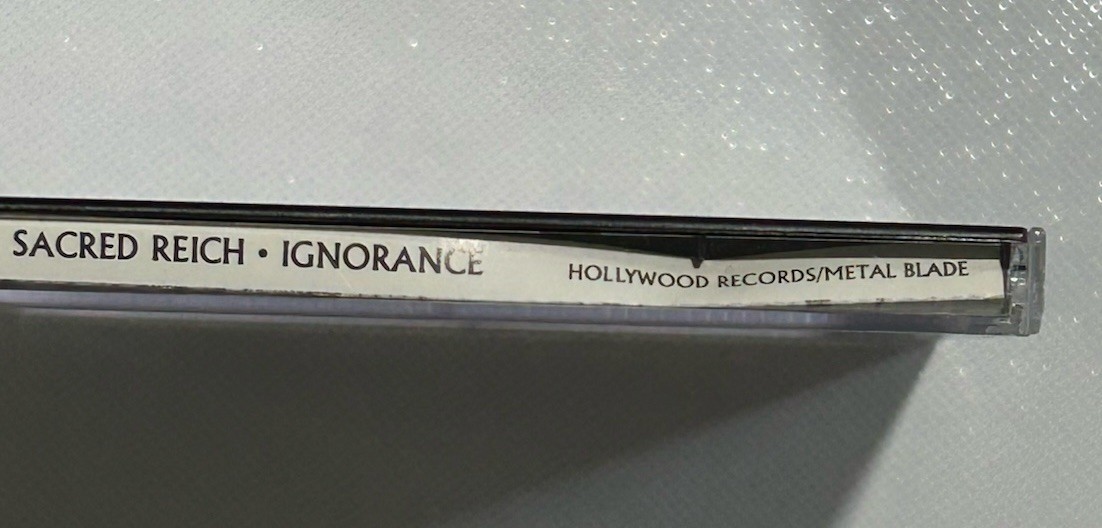 SACRED REICH • IGNORANCE HOLLYWOOD RECORDS/METAL BLADE